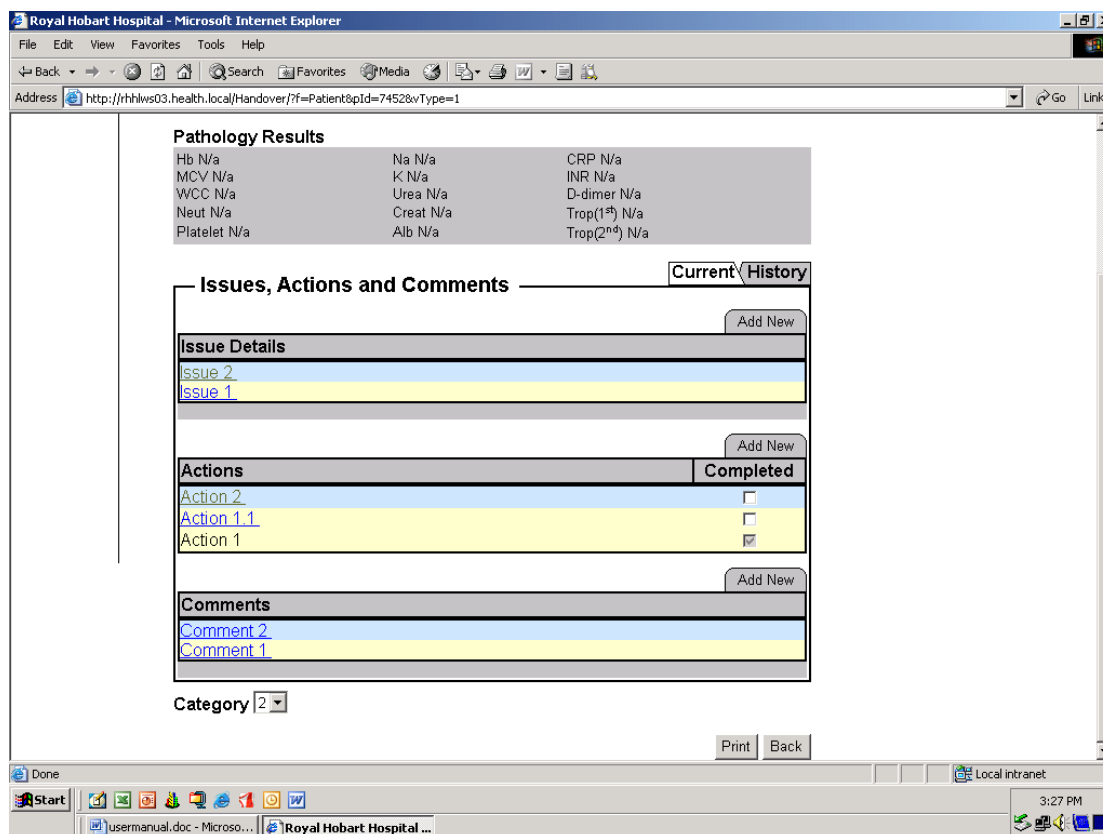 Royal Hobart Hospital - Microsoft Internet Explorer
File Edit View Favorites Tools Help
Back Search Favorites Media
Address http://rhhlws03.health.local/Handover/?f=Patient&pId=7452&vType=1 Go Link
Pathology Results
Hb N/a Na N/a CRP N/a
MCV N/a K N/a INR N/a
WCC N/a Urea N/a D-dimer N/a
Neut N/a Creat N/a Trop(1st) N/a
Platelet N/a Alb N/a Trop(2nd) N/a
Current History
Issues, Actions and Comments
Add New
Issue Details
Issue 2
Issue 1
Add New
Actions Completed
Action 2
Action 1.1
Action 1
Add New
Comments
Comment 2
Comment 1
Category 2
Print Back
Done Local intranet
Start 3:27 PM
usermanual.doc - Microso... Royal Hobart Hospital ...